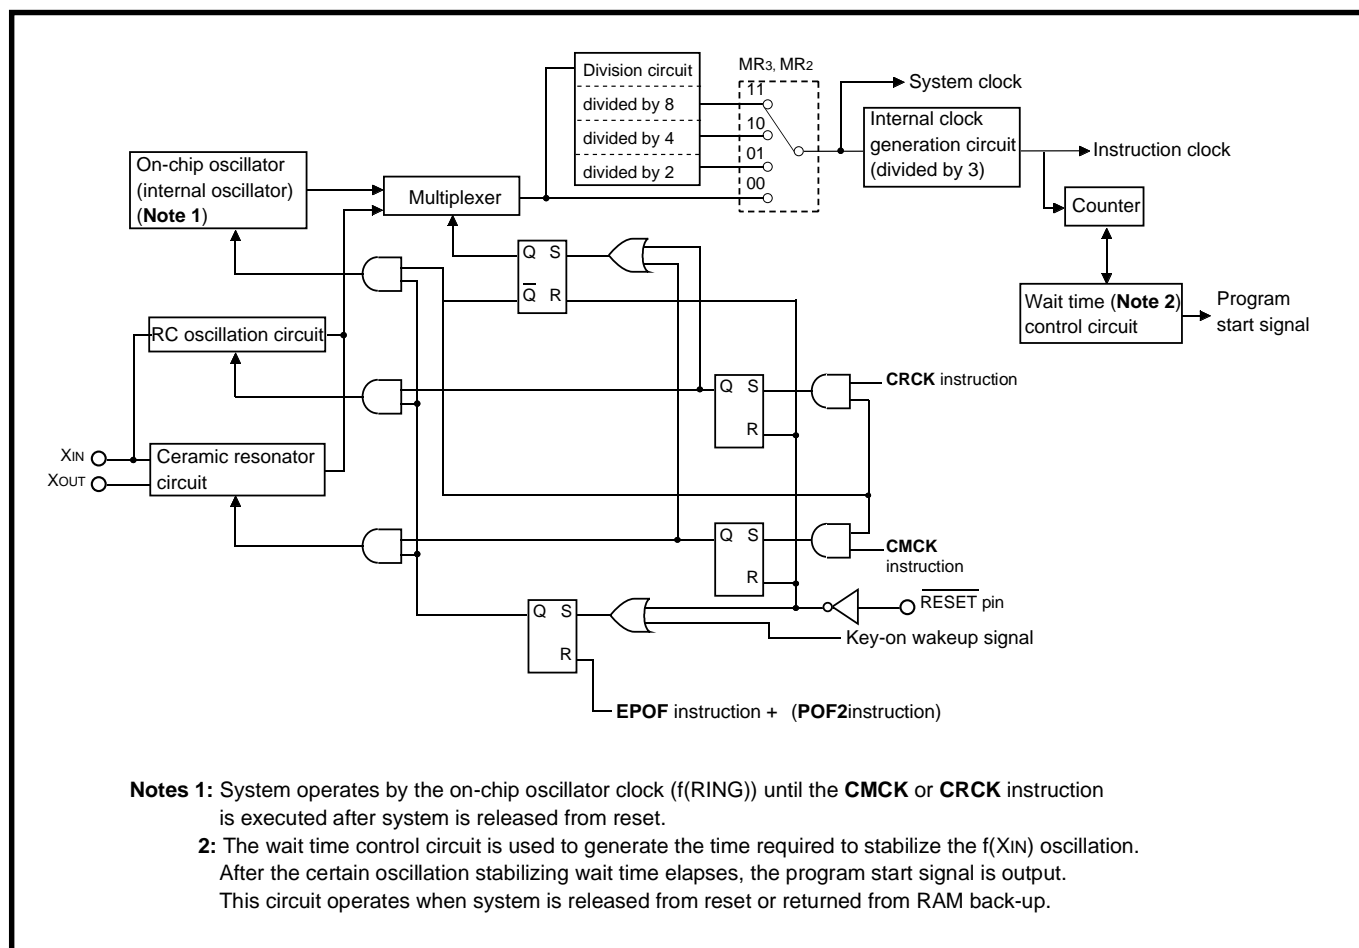 MR3, MR2
Division circuit
divided by 8
divided by 4
divided by 2
11
10
01
00
System clock
Internal clock
generation circuit
(divided by 3)
Instruction clock
On-chip oscillator
(internal oscillator)
(Note 1)
Multiplexer
Counter
Q S
Q R
Wait time (Note 2)
control circuit
Program
start signal
RC oscillation circuit
Q S
R
CRCK instruction
XIN
XOUT
Ceramic resonator
circuit
Q S
R
CMCK
instruction
Q S
R
RESET pin
Key-on wakeup signal
EPOF instruction + (POF2instruction)
Notes 1: System operates by the on-chip oscillator clock (f(RING)) until the CMCK or CRCK instruction
is executed after system is released from reset.
2: The wait time control circuit is used to generate the time required to stabilize the f(XIN) oscillation.
After the certain oscillation stabilizing wait time elapses, the program start signal is output.
This circuit operates when system is released from reset or returned from RAM back-up.